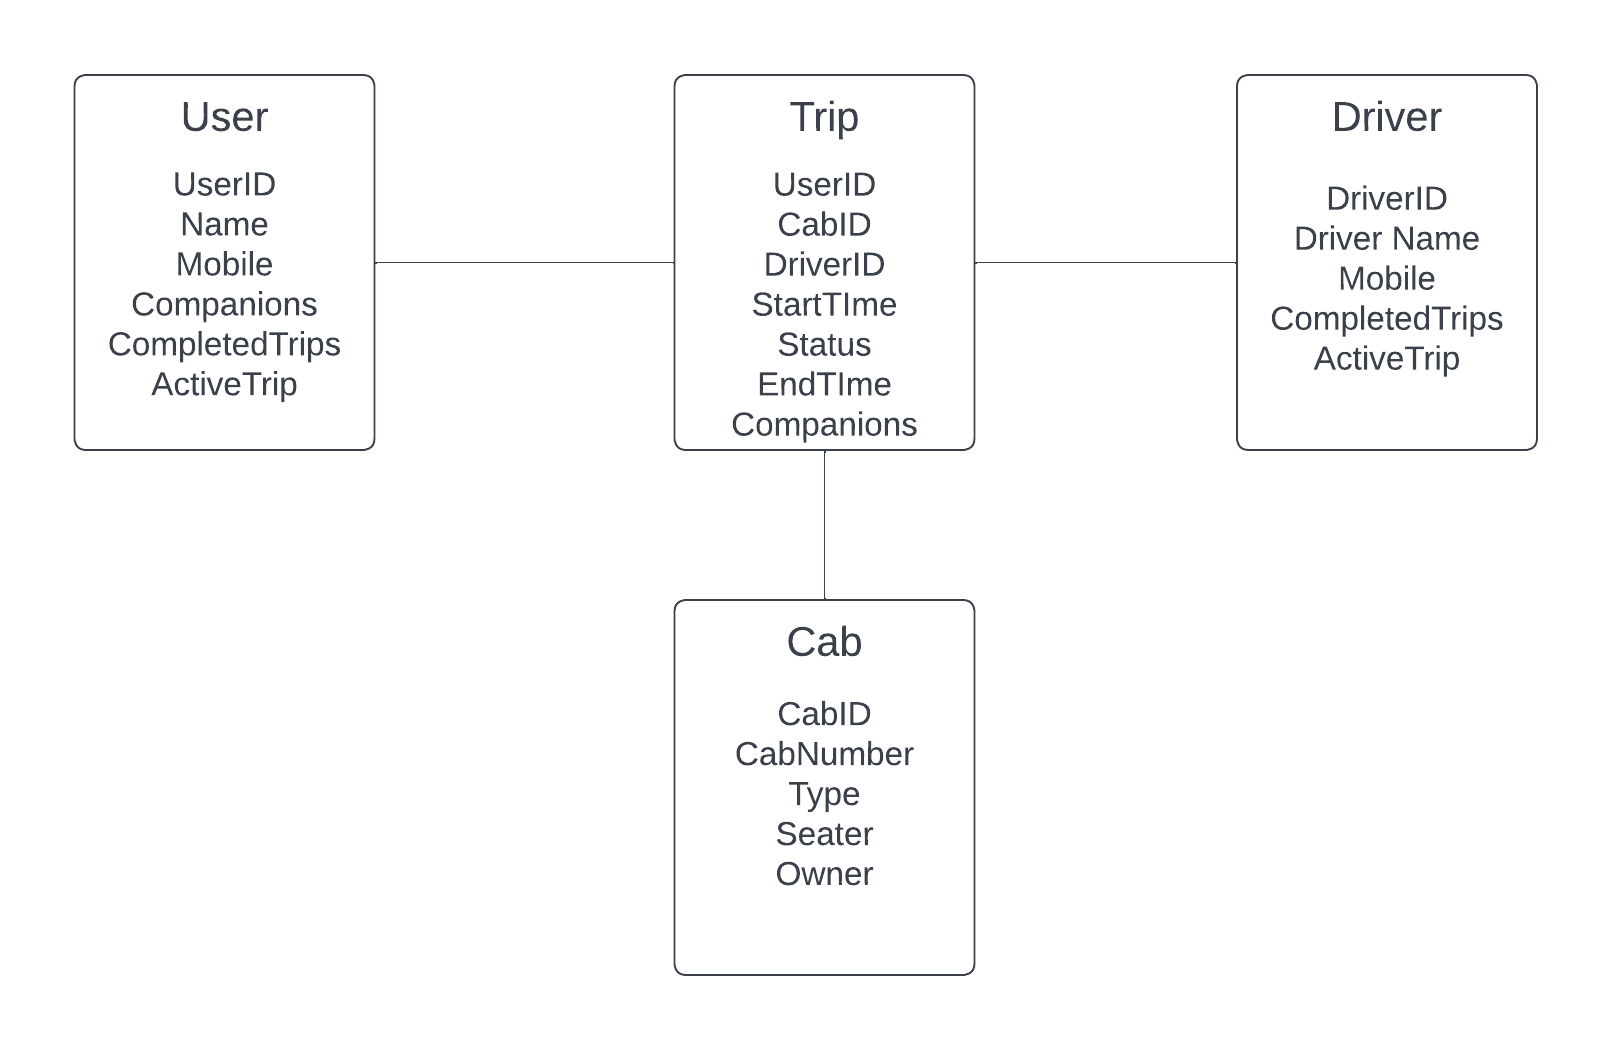 User
UserID
Name
Mobile
Companions
CompletedTrips
ActiveTrip
Trip
UserID
CabID
DriverID
StartTIme
Status
EndTIme
Companions
Driver
DriverID
Driver Name
Mobile
CompletedTrips
ActiveTrip
Cab
CabID
CabNumber
Type
Seater
Owner